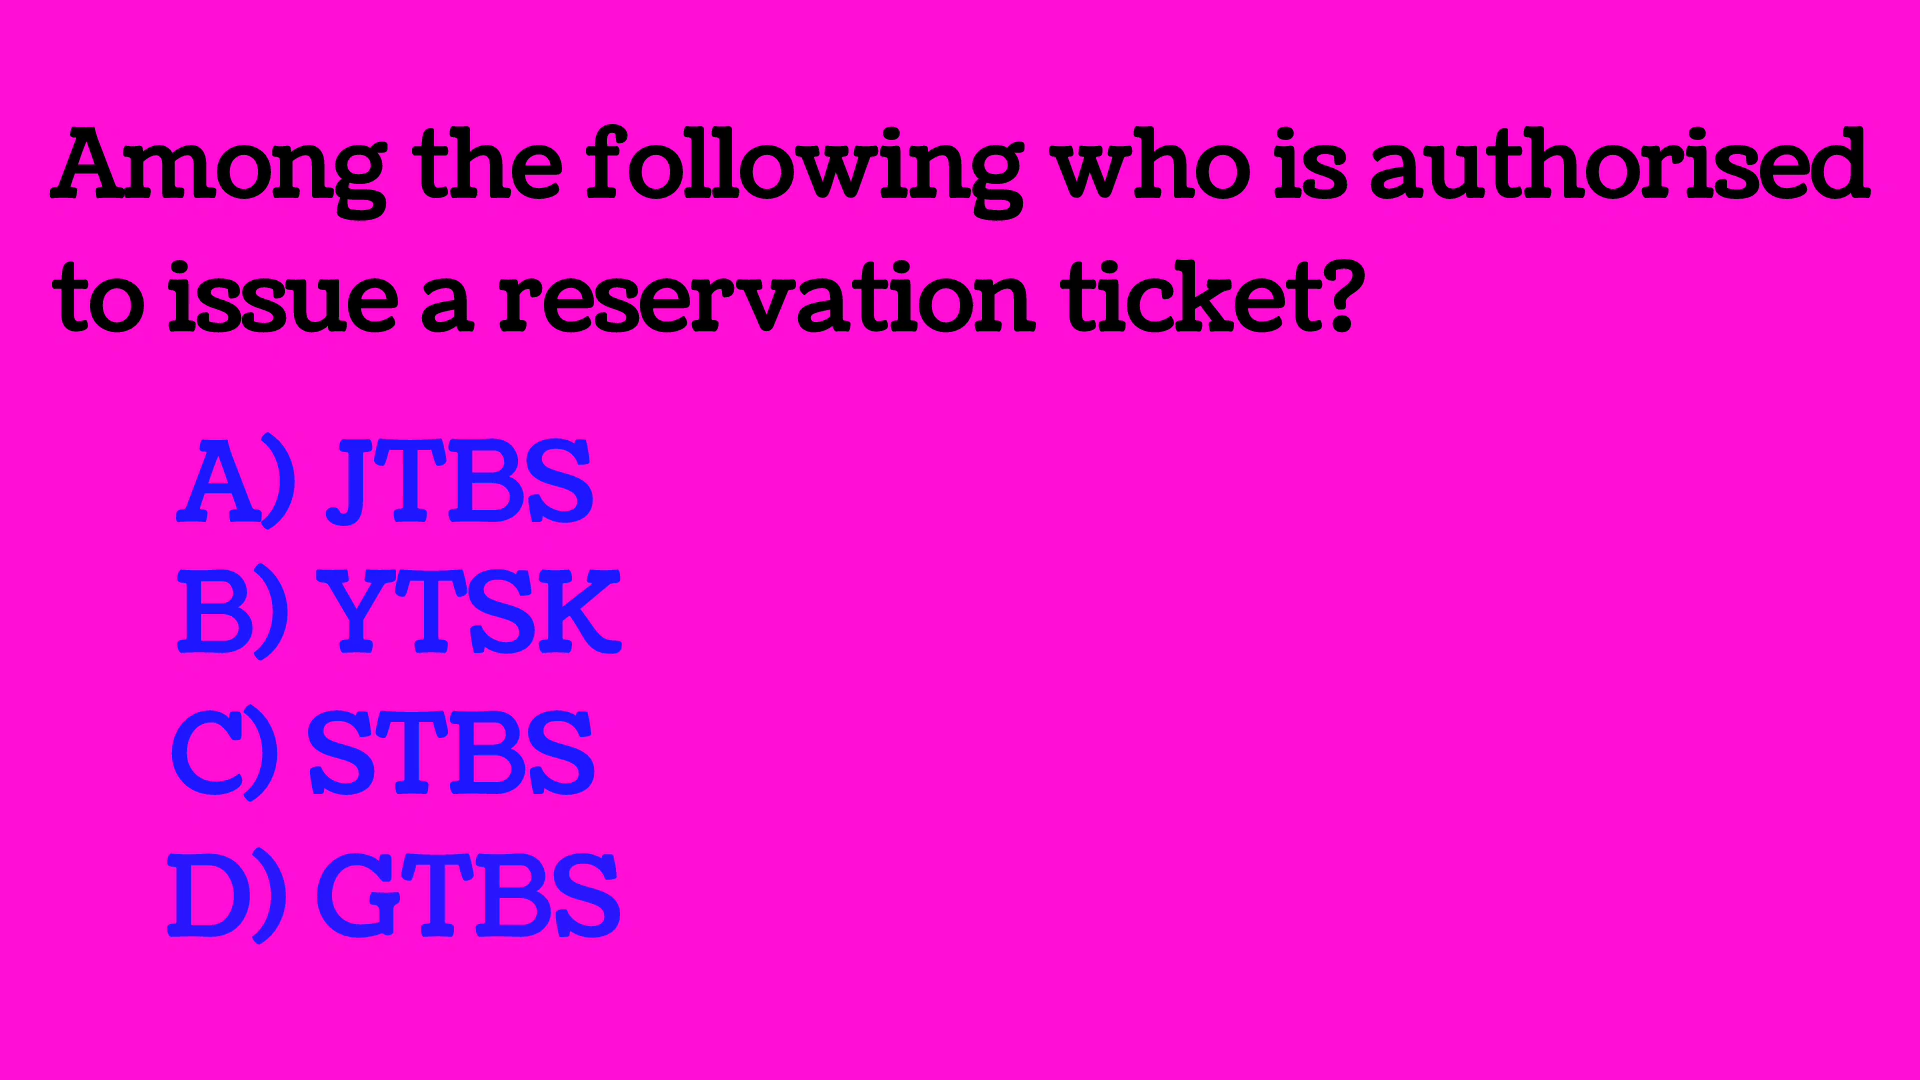 Among the following who is authorised
to issue a reservation ticket?
A) JTBS
B) YTSK
C) STBS
D) GTBS